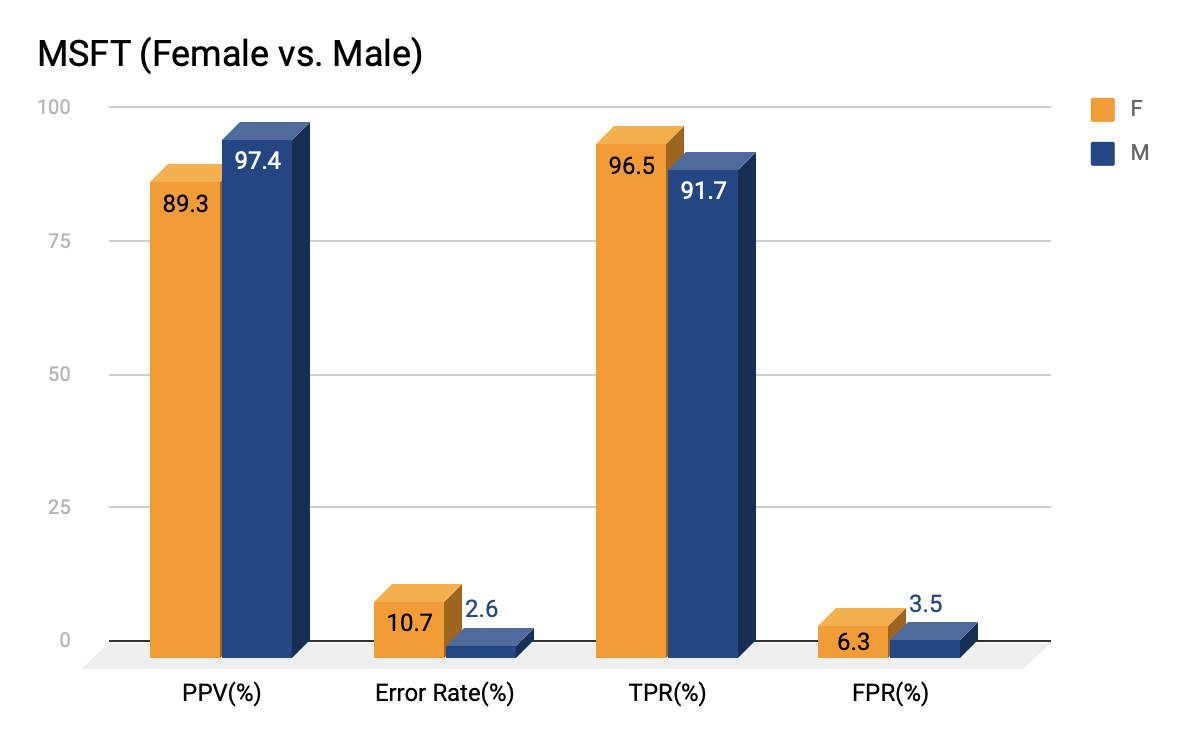 MSFT (Female vs. Male)
100
75
50
25
0
F
M
89.3
97.4
10.7
2.6
96.5
91.7
6.3
3.5
PPV(%)
Error Rate(%)
TPR(%)
FPR(%)